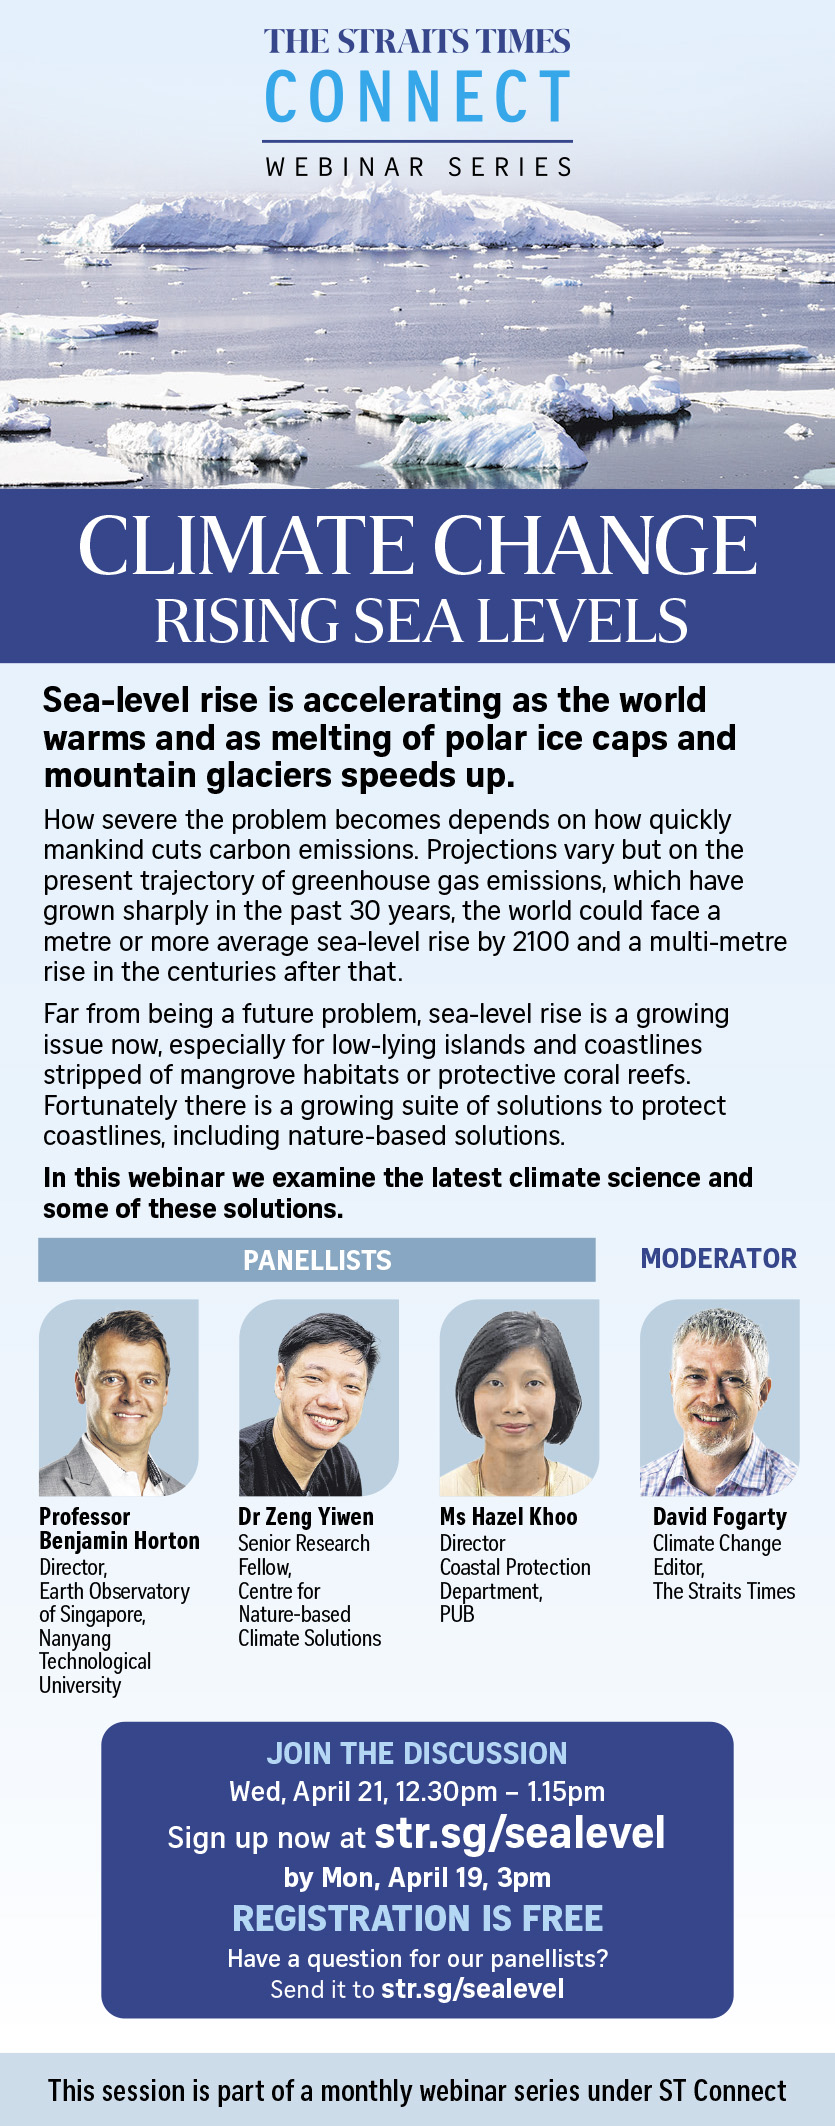 THE STRAITS TIMES
CONNECT
WEBINAR SERIES
CLIMATE CHANGE
RISING SEA LEVELS
Sea-level rise is accelerating as the world
warms and as melting of polar ice caps and
mountain glaciers speeds up.
How severe the problem becomes depends on how quickly
mankind cuts carbon emissions. Projections vary but on the
present trajectory of greenhouse gas emissions, which have
grown sharply in the past 30 years, the world could face a
metre or more average sea-level rise by 2100 and a multi-metre
rise in the centuries after that.
Far from being a future problem, sea-level rise is a growing
issue now, especially for low-lying islands and coastlines
stripped of mangrove habitats or protective coral reefs.
Fortunately there is a growing suite of solutions to protect
coastlines, including nature-based solutions.
In this webinar we examine the latest climate science and
some of these solutions.
PANELLISTS
Professor
Benjamin Horton
Director,
Earth Observatory
of Singapore,
Nanyang
Technological
University
Dr Zeng Yiwen
Senior Research
Fellow,
Centre for
Nature-based
Climate Solutions
Ms Hazel Khoo
Director
Coastal Protection
Department,
PUB
MODERATOR
David Fogarty
Climate Change
Editor,
The Straits Times
JOIN THE DISCUSSION
Wed, April 21, 12.30pm – 1.15pm
Sign up now at str.sg/sealevel
by Mon, April 19, 3pm
REGISTRATION IS FREE
Have a question for our panellists?
Send it to str.sg/sealevel
This session is part of a monthly webinar series under ST Connect